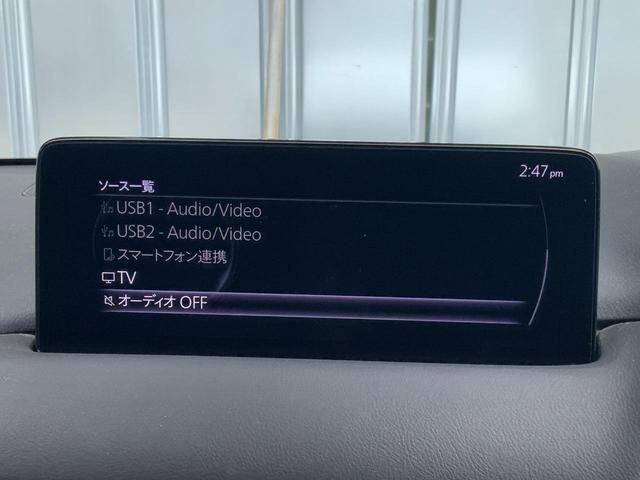 2:47 pm
ソース一覧
USB1 - Audio/Video
USB2 - Audio/Video
スマートフォン連携
TV
オーディオ OFF